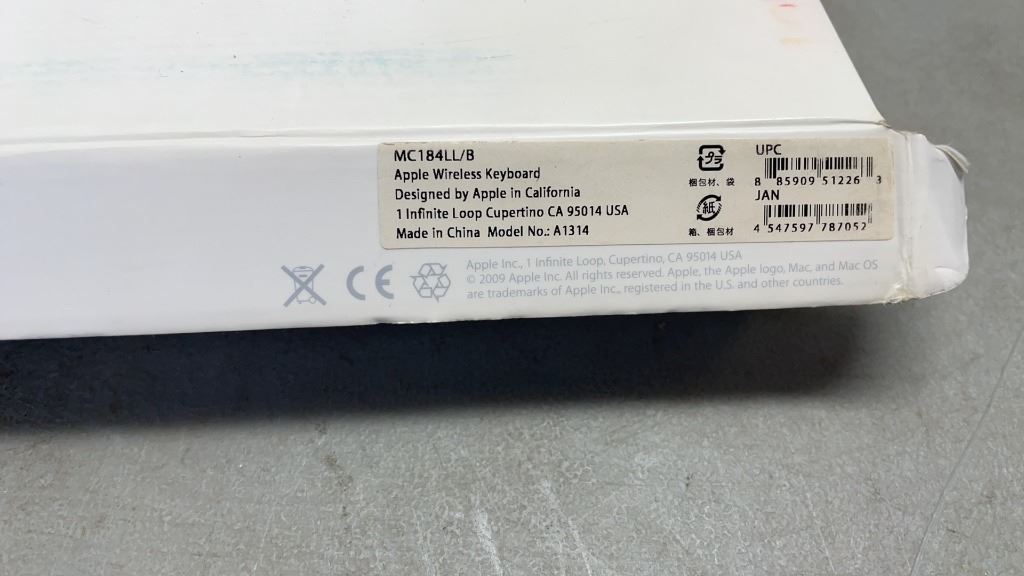 MC184LL/B
Apple Wireless Keyboard
Designed by Apple in California
1 Infinite Loop Cupertino CA 95014 USA
Made in China Model No.: A1314
プラ
梱包材、袋
紙
箱、梱包材
UPC
8 85909 51226 3
JAN
4 547597 787052
CE
Apple Inc., 1 Infinite Loop, Cupertino, CA 95014 USA
© 2009 Apple Inc. All rights reserved. Apple, the Apple logo, Mac, and Mac OS
are trademarks of Apple Inc., registered in the U.S. and other countries.